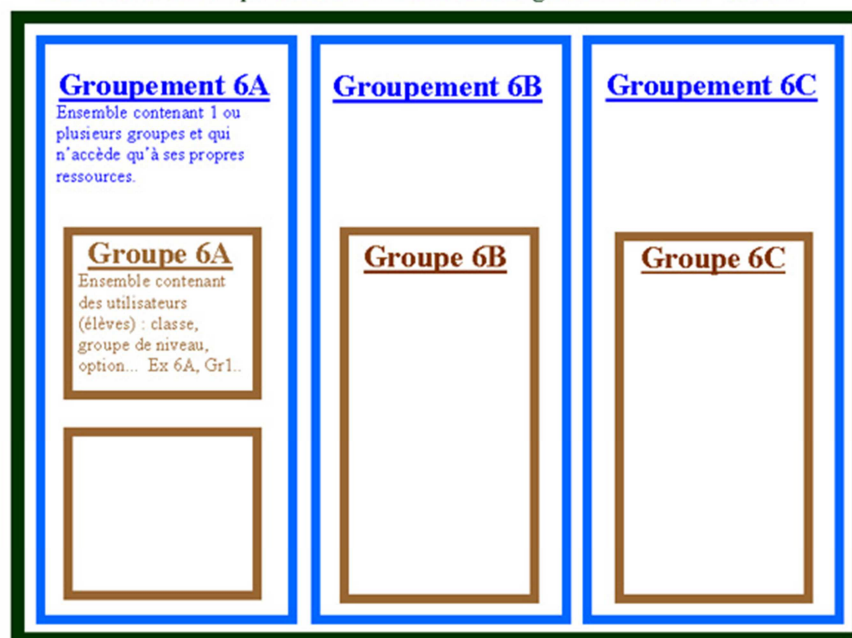 Groupement 6A
Ensemble contenant 1 ou
plusieurs groupes et qui
n'accède qu'à ses propres
ressources.
Groupe 6A
Ensemble contenant
des utilisateurs
(élèves) : classe,
groupe de niveau,
option... Ex 6A, Gr1..
Groupement 6B
Groupe 6B
Groupement 6C
Groupe 6C